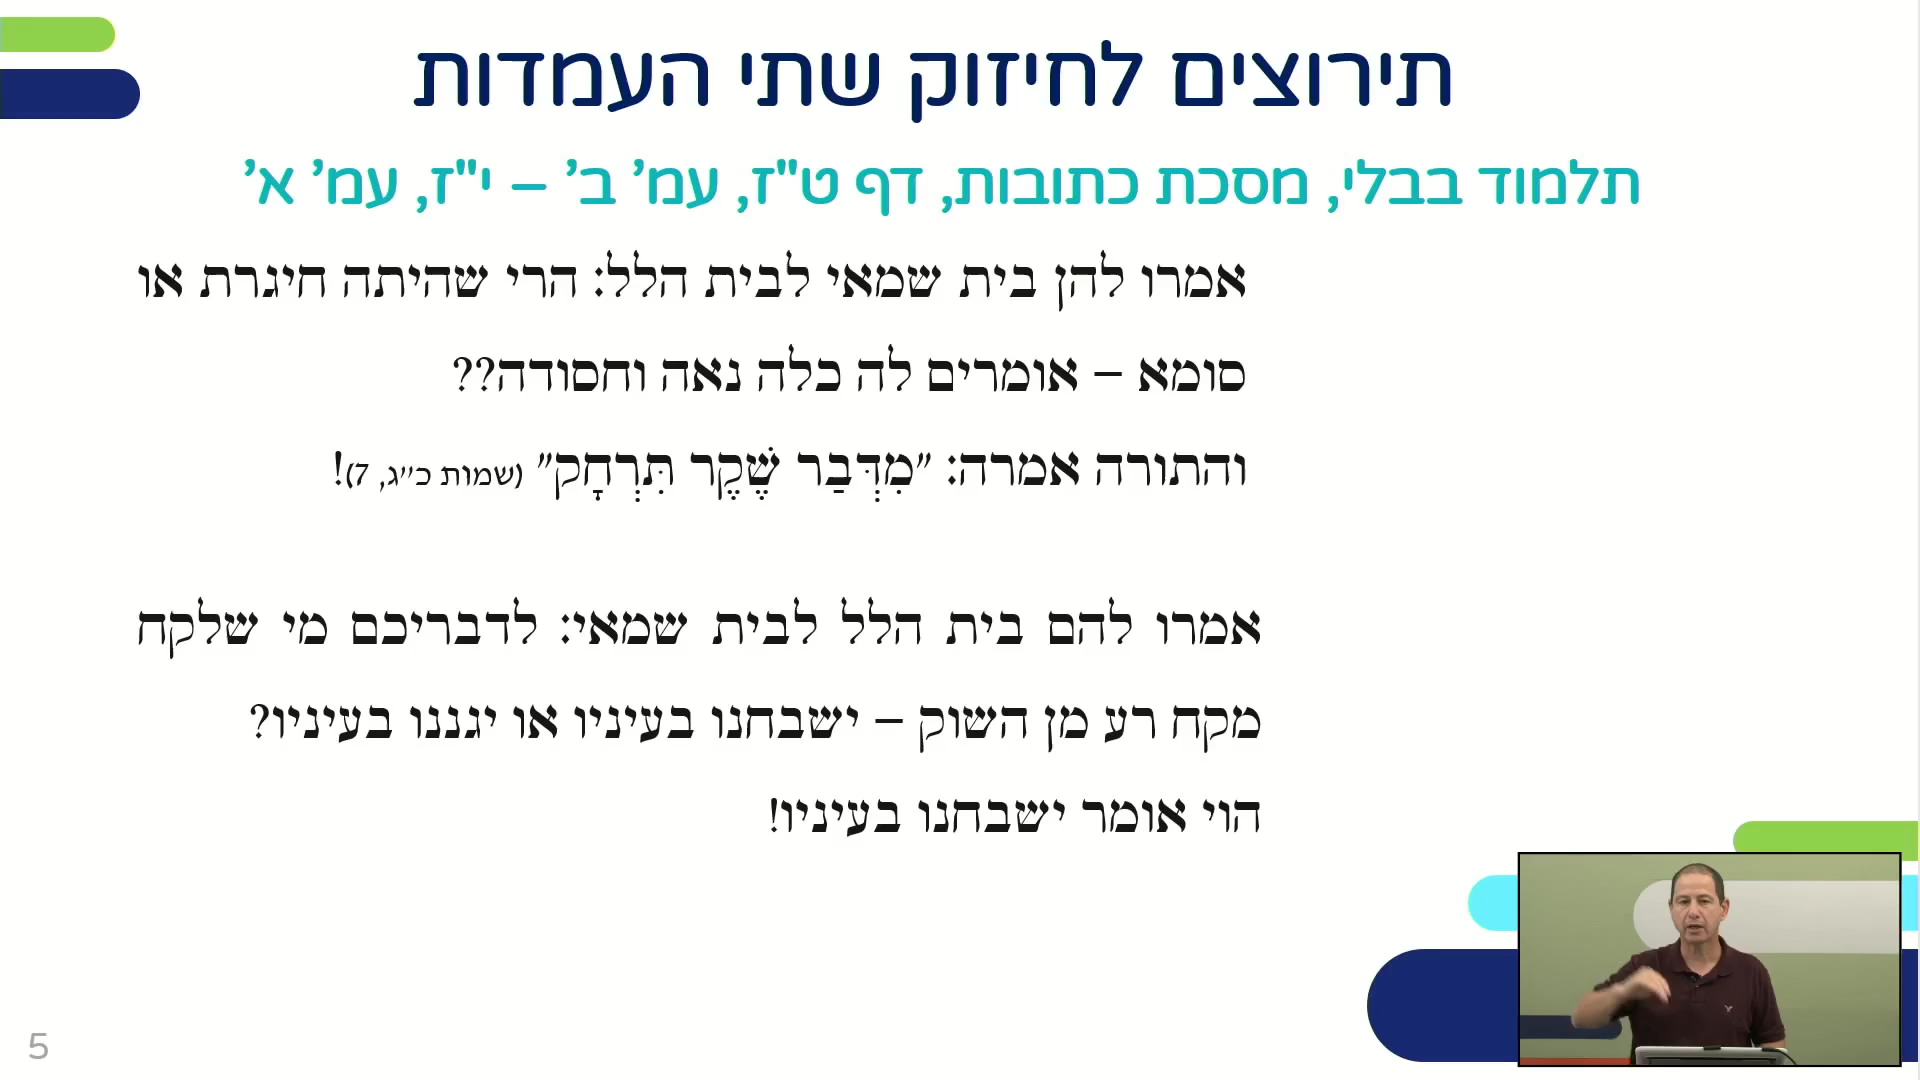 תירוצים לחיזוק שתי העמדות
תלמוד בבלי, מסכת כתובות, דף ט"ז, עמ' ב' – י"ז, עמ' א'
אמרו להן בית שמאי לבית הלל: הרי שהיתה חיגרת או
סומא – אומרים לה כלה נאה וחסודה??
והתורה אמרה: "מִדְּבַר שֶׁקֶר תִּרְחָק" (שמות כ"ג, 7)!
אמרו להם בית הלל לבית שמאי: לדבריכם מי שלקח
מקח רע מן השוק – ישבחנו בעיניו או יגננו בעיניו?
הוי אומר ישבחנו בעיניו!
5